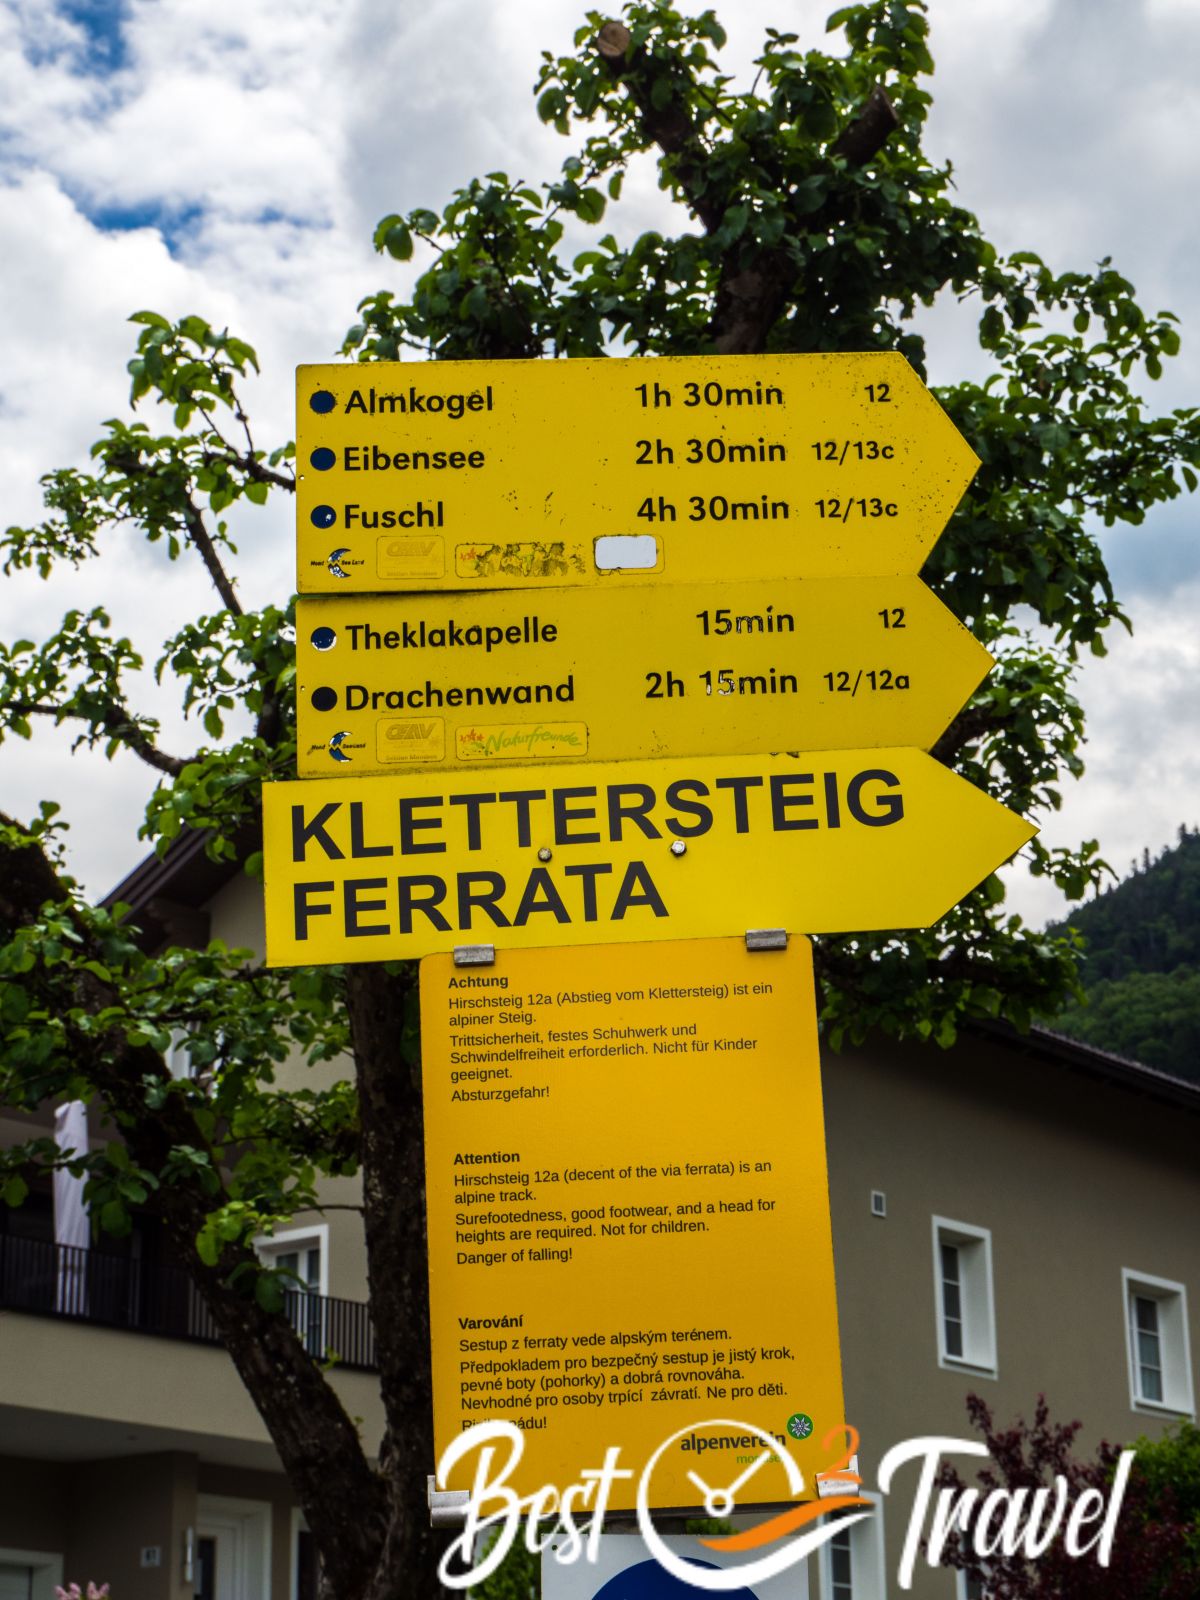 Almkogel 1h 30min 12
Eibensee 2h 30min 12/13c
Fuschl 4h 30min 12/13c
Theklakapelle 15min 12
Drachenwand 2h 15min 12/12a
Naturfreunde
KLETTERSTEIG
FERRATA
Achtung
Hirschsteig 12a (Abstieg vom Klettersteig) ist ein
alpiner Steig.
Trittsicherheit, festes Schuhwerk und
Schwindelfreiheit erforderlich. Nicht für Kinder
geeignet.
Absturzgefahr!
Attention
Hirschsteig 12a (decent of the via ferrata) is an
alpine track.
Surefootedness, good footwear, and a head for
heights are required. Not for children.
Danger of falling!
Varování
Sestup z ferraty vede alpským terénem.
Předpokladem pro bezpečný sestup je jistý krok,
pevné boty (pohorky) a dobrá rovnováha.
Nevhodné pro osoby trpící závratí. Ne pro děti.
alpenverein
Best 2 Travel